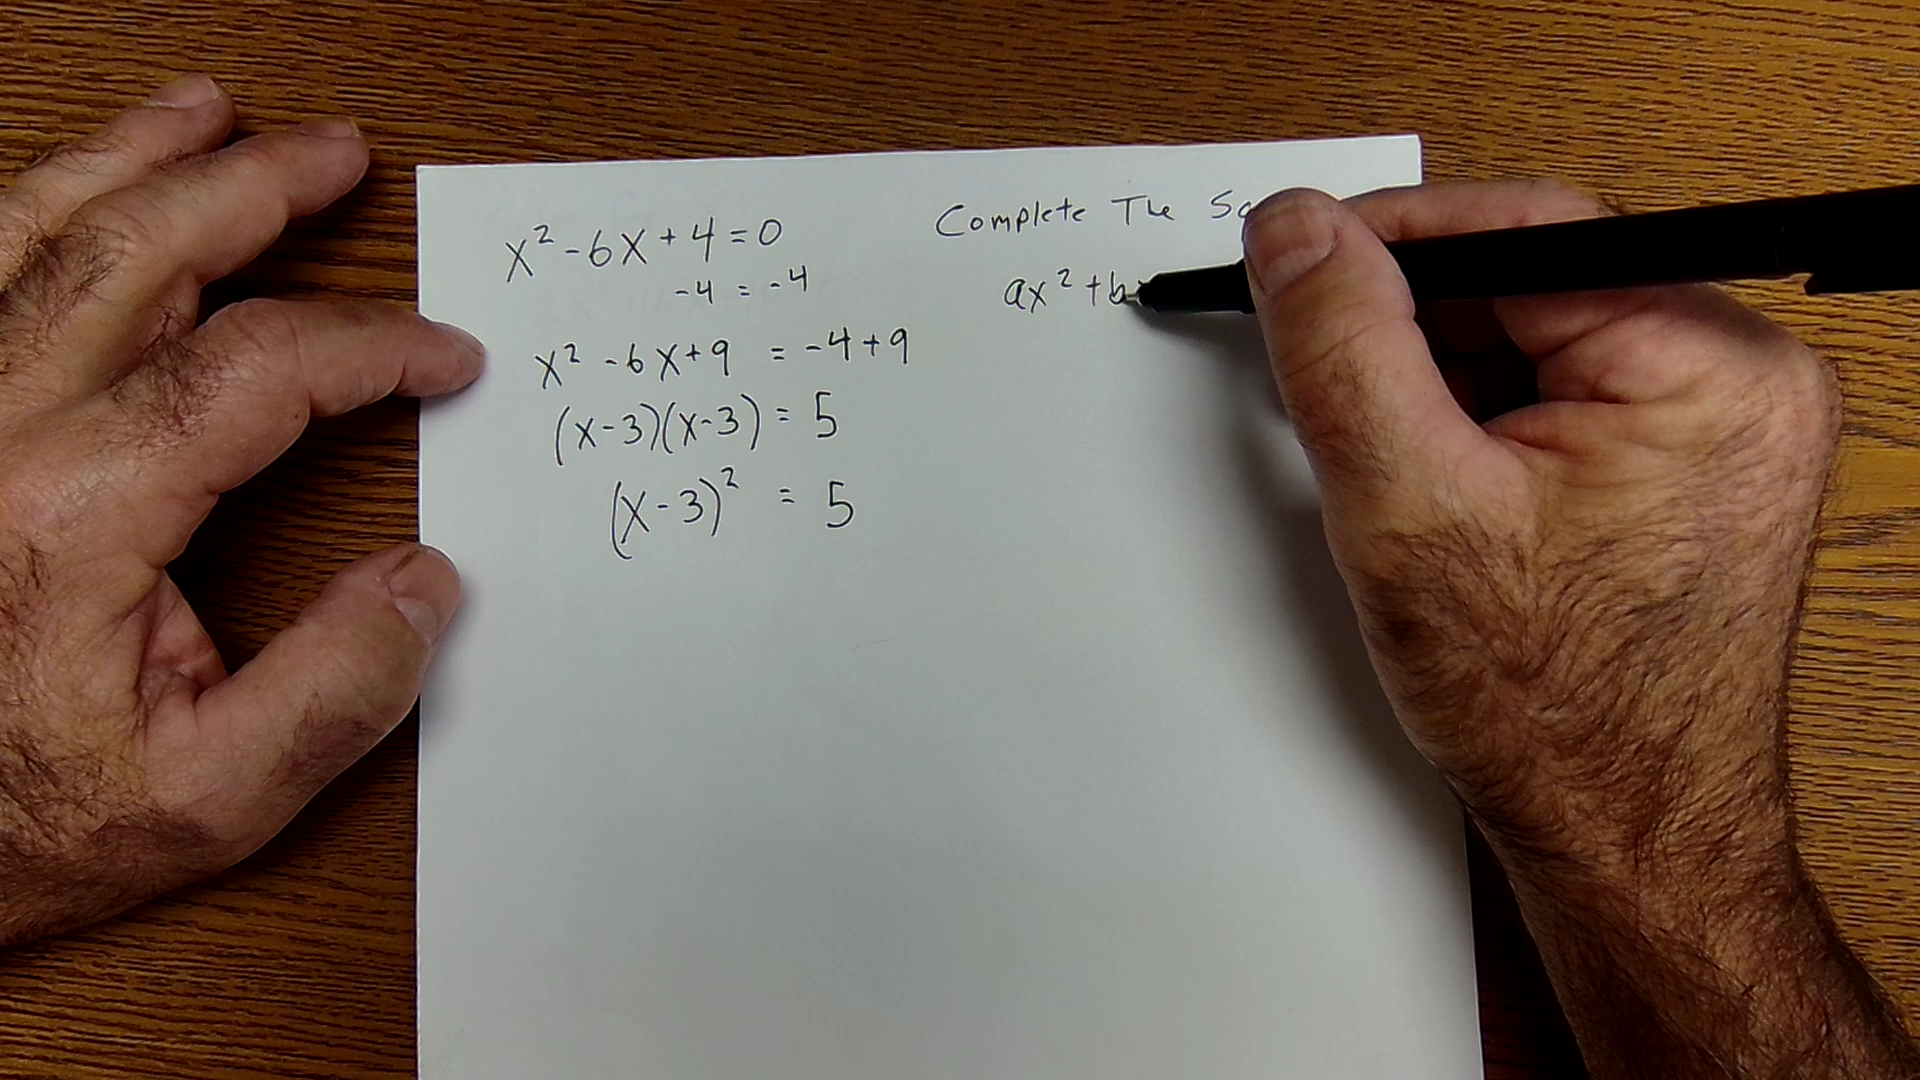 x² - 6x + 4 = 0
-4 = -4
x² - 6x + 9 = -4 + 9
(x-3)(x-3) = 5
(x-3)² = 5
Complete The
ax² + b